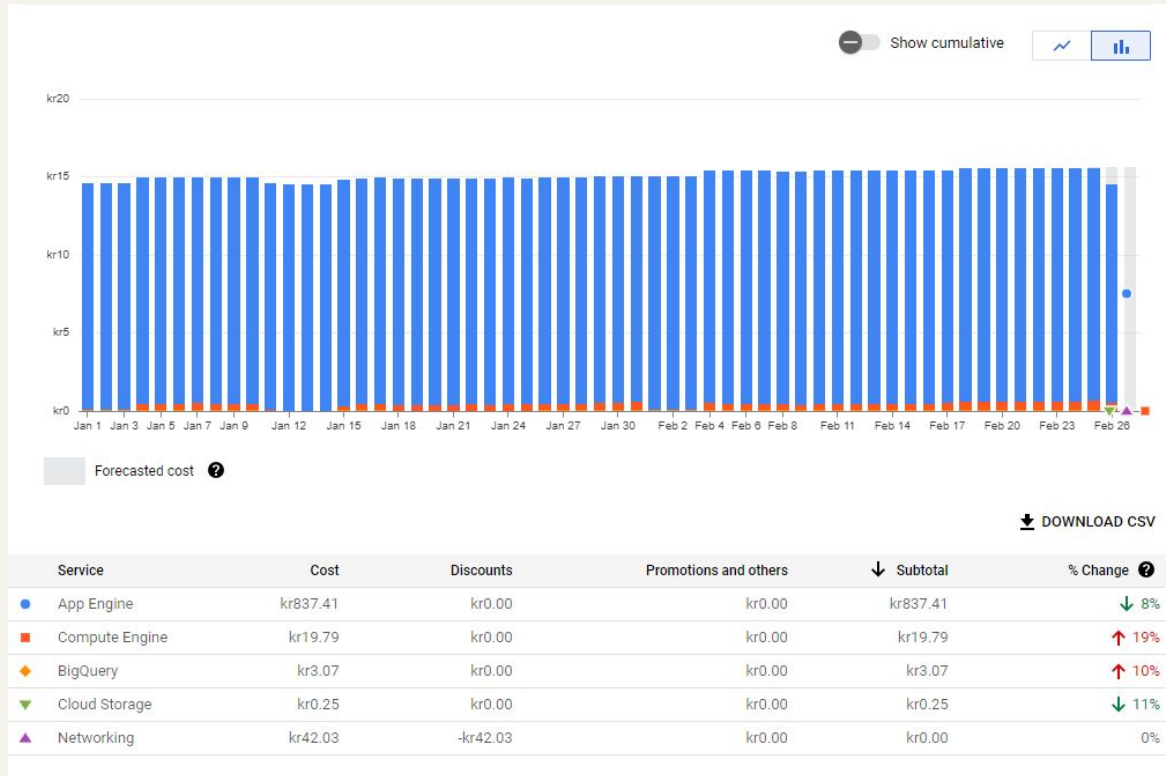 Show cumulative
kr20
kr15
kr10
kr5
kr0
Jan 1 Jan 3 Jan 5 Jan 7 Jan 9 Jan 12 Jan 15 Jan 18 Jan 21 Jan 24 Jan 27 Jan 30 Feb 2 Feb 4 Feb 6 Feb 8 Feb 11 Feb 14 Feb 17 Feb 20 Feb 23 Feb 26
Forecasted cost ?
DOWNLOAD CSV
Service Cost Discounts Promotions and others ↓ Subtotal % Change ?
App Engine kr837.41 kr0.00 kr0.00 kr837.41 ↓ 8%
Compute Engine kr19.79 kr0.00 kr0.00 kr19.79 ↑ 19%
BigQuery kr3.07 kr0.00 kr0.00 kr3.07 ↑ 10%
Cloud Storage kr0.25 kr0.00 kr0.00 kr0.25 ↓ 11%
Networking kr42.03 -kr42.03 kr0.00 kr0.00 0%